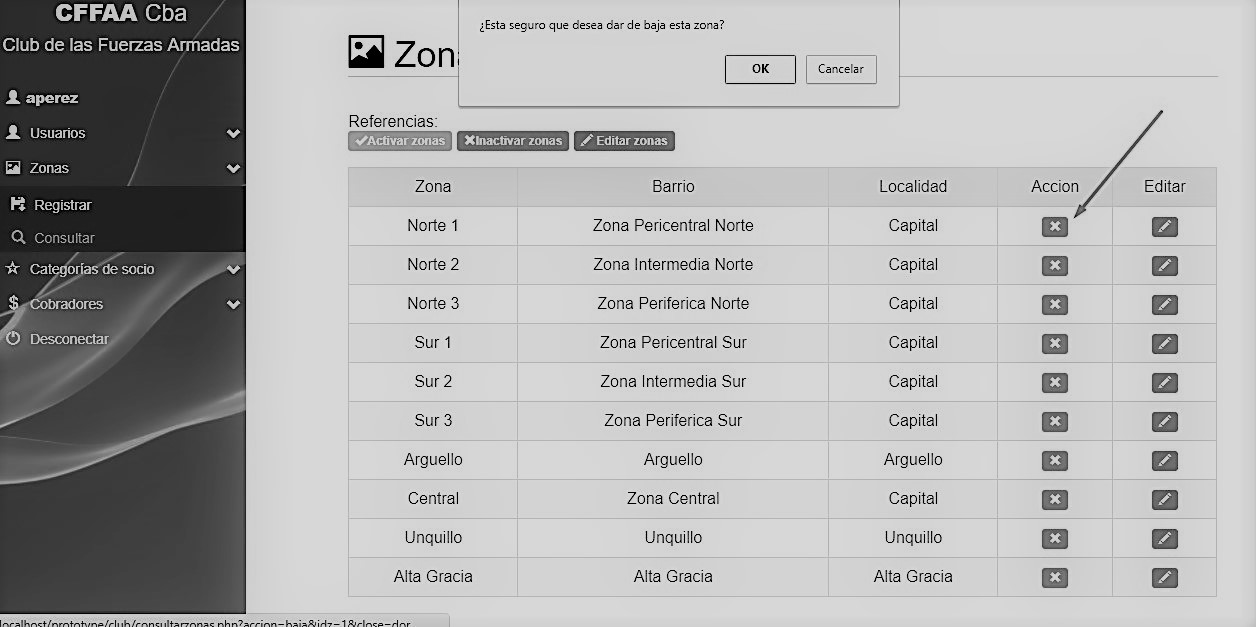 CFFAA Cba
Club de las Fuerzas Armadas
aperez
Usuarios
Zonas
Registrar
Consultar
Categorías de socio
Cobradores
Desconectar
¿Esta seguro que desea dar de baja esta zona?
OK Cancelar
Referencias:
Activar zonas Inactivar zonas Editar zonas
Zona Barrio Localidad Accion Editar
Norte 1 Zona Pericentral Norte Capital
Norte 2 Zona Intermedia Norte Capital
Norte 3 Zona Periferica Norte Capital
Sur 1 Zona Pericentral Sur Capital
Sur 2 Zona Intermedia Sur Capital
Sur 3 Zona Periferica Sur Capital
Arguello Arguello Arguello
Central Zona Central Capital
Unquillo Unquillo Unquillo
Alta Gracia Alta Gracia Alta Gracia
localhost/prototype/club/consultarzonas.php?accion=baja&idz=1&close=dor